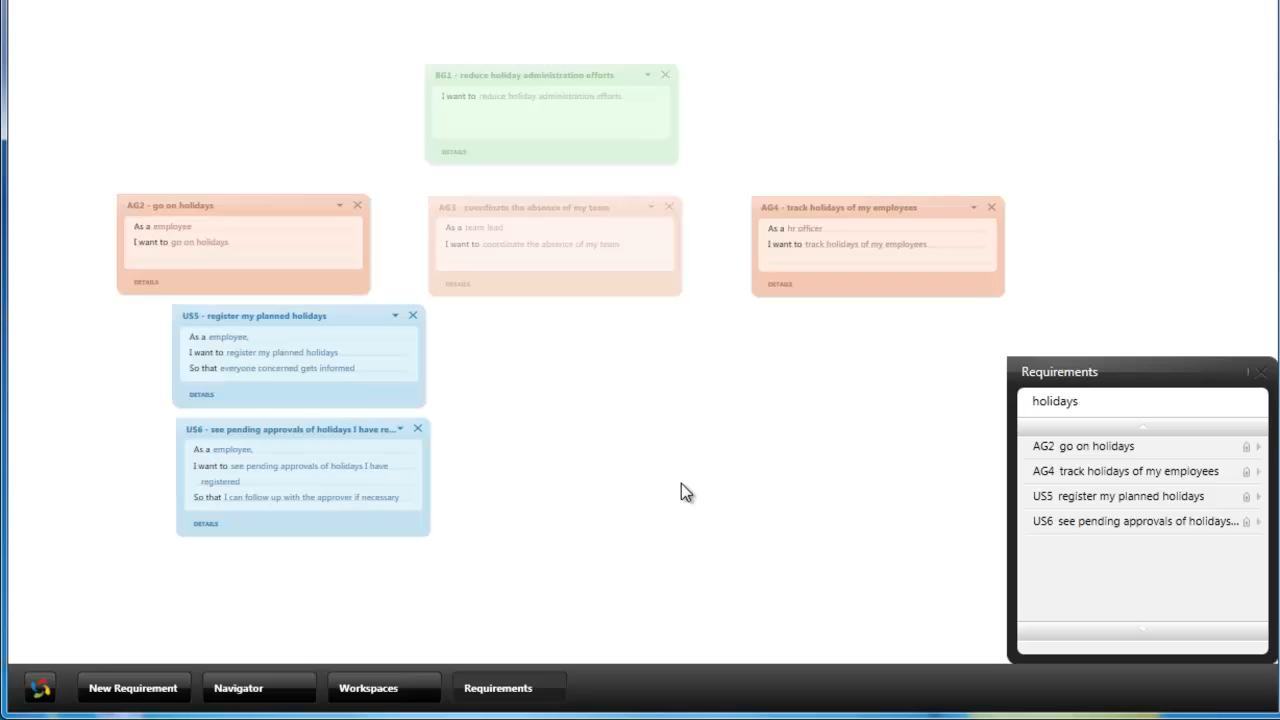 BG1 - reduce holiday administration efforts
I want to reduce holiday administration efforts
DETAILS
AG2 - go on holidays
As a employee
I want to go on holidays
DETAILS
AG3 - coordinate the absence of my team
As a team lead
I want to coordinate the absence of my team
DETAILS
AG4 - track holidays of my employees
As a hr officer
I want to track holidays of my employees
DETAILS
US5 - register my planned holidays
As a employee,
I want to register my planned holidays
So that everyone concerned gets informed
DETAILS
US6 - see pending approvals of holidays I have re...
As a employee,
I want to see pending approvals of holidays I have
registered
So that I can follow up with the approver if necessary
DETAILS
Requirements
holidays
AG2 go on holidays
AG4 track holidays of my employees
US5 register my planned holidays
US6 see pending approvals of holidays...
New Requirement
Navigator
Workspaces
Requirements